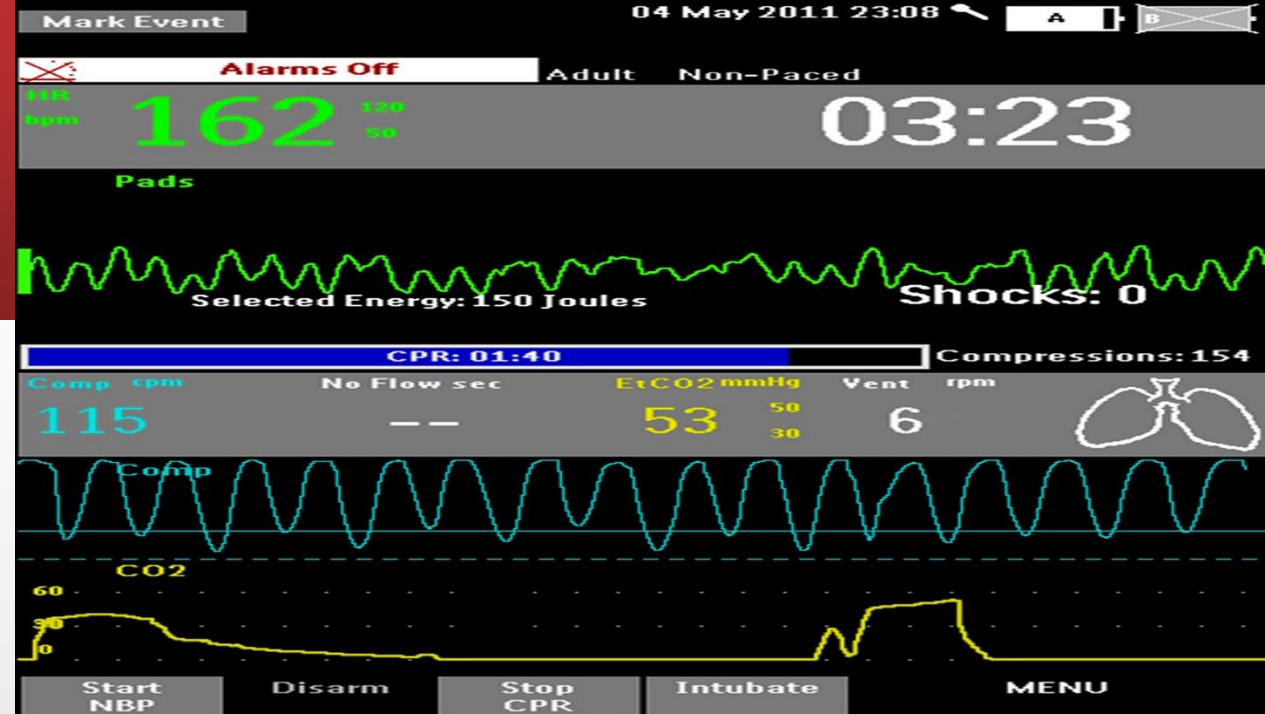 Mark Event
04 May 2011 23:08
A
B
Alarms Off
Adult Non-Paced
HR
bpm
162
120
50
03:23
Pads
Selected Energy: 150 Joules
Shocks: 0
CPR: 01:40
Compressions: 154
Comp cpm
115
No Flow sec
--
EtCO2 mmHg
53
50
30
Vent rpm
6
Comp
CO2
60
30
0
Start
NBP
Disarm
Stop
CPR
Intubate
MENU